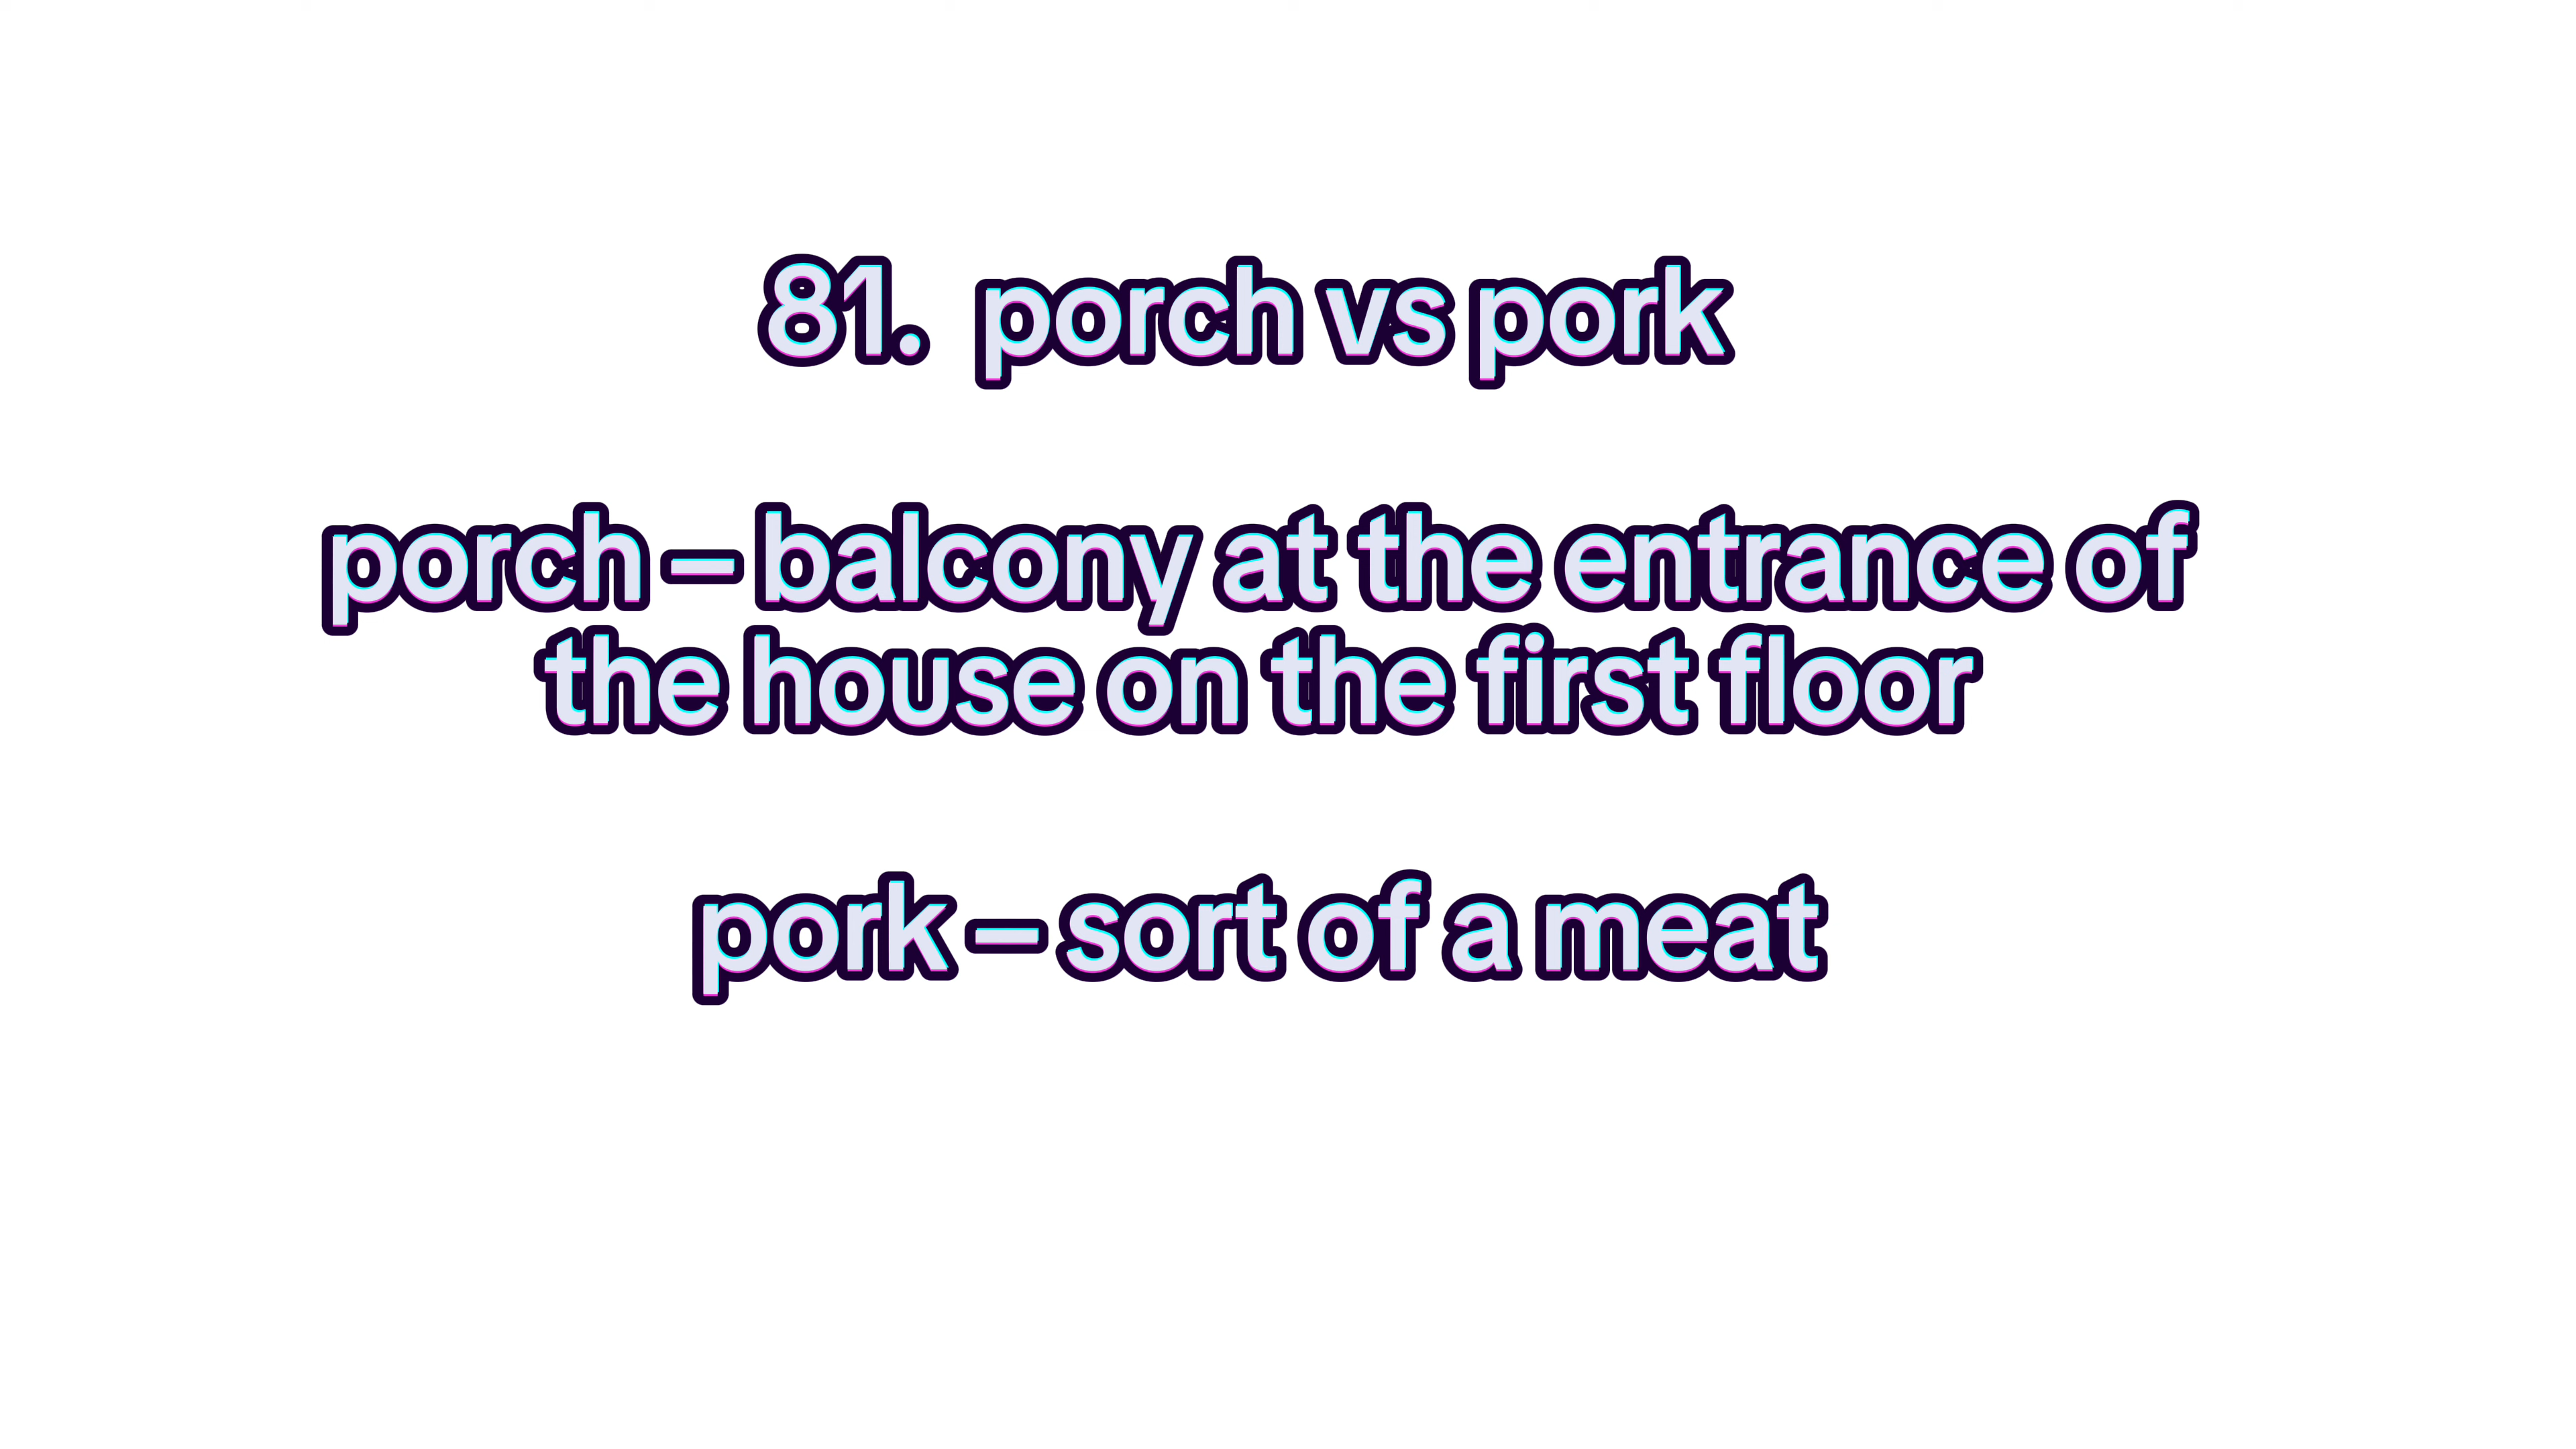 81. porch vs pork
porch – balcony at the entrance of
the house on the first floor
pork – sort of a meat